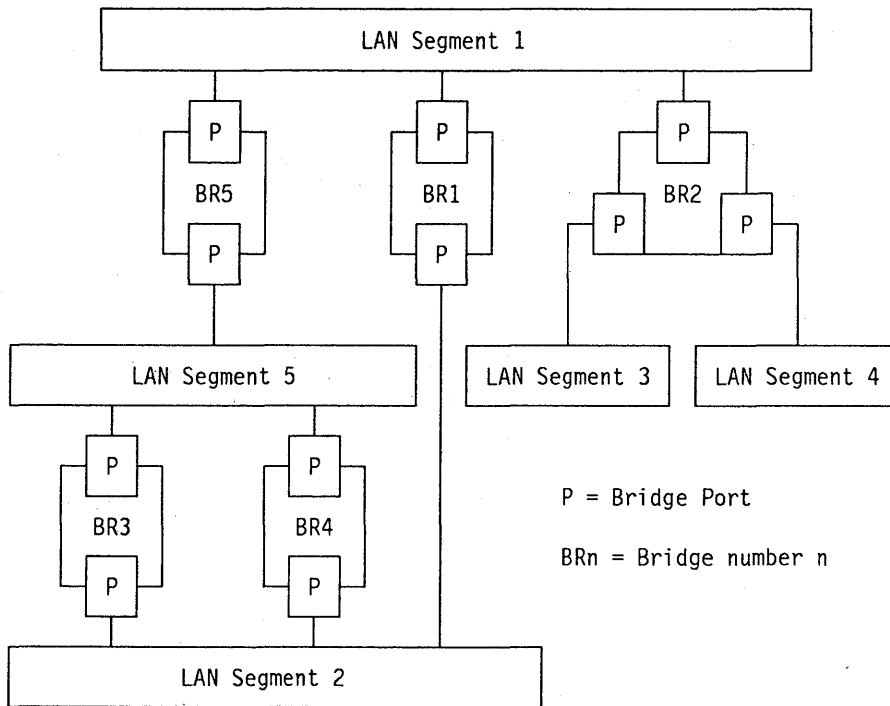 LAN Segment 1
P
P
P
BR5
BR1
BR2
P
P
P
P
LAN Segment 5
LAN Segment 3
LAN Segment 4
P
P
P = Bridge Port
BR3
BR4
BRn = Bridge number n
P
P
LAN Segment 2